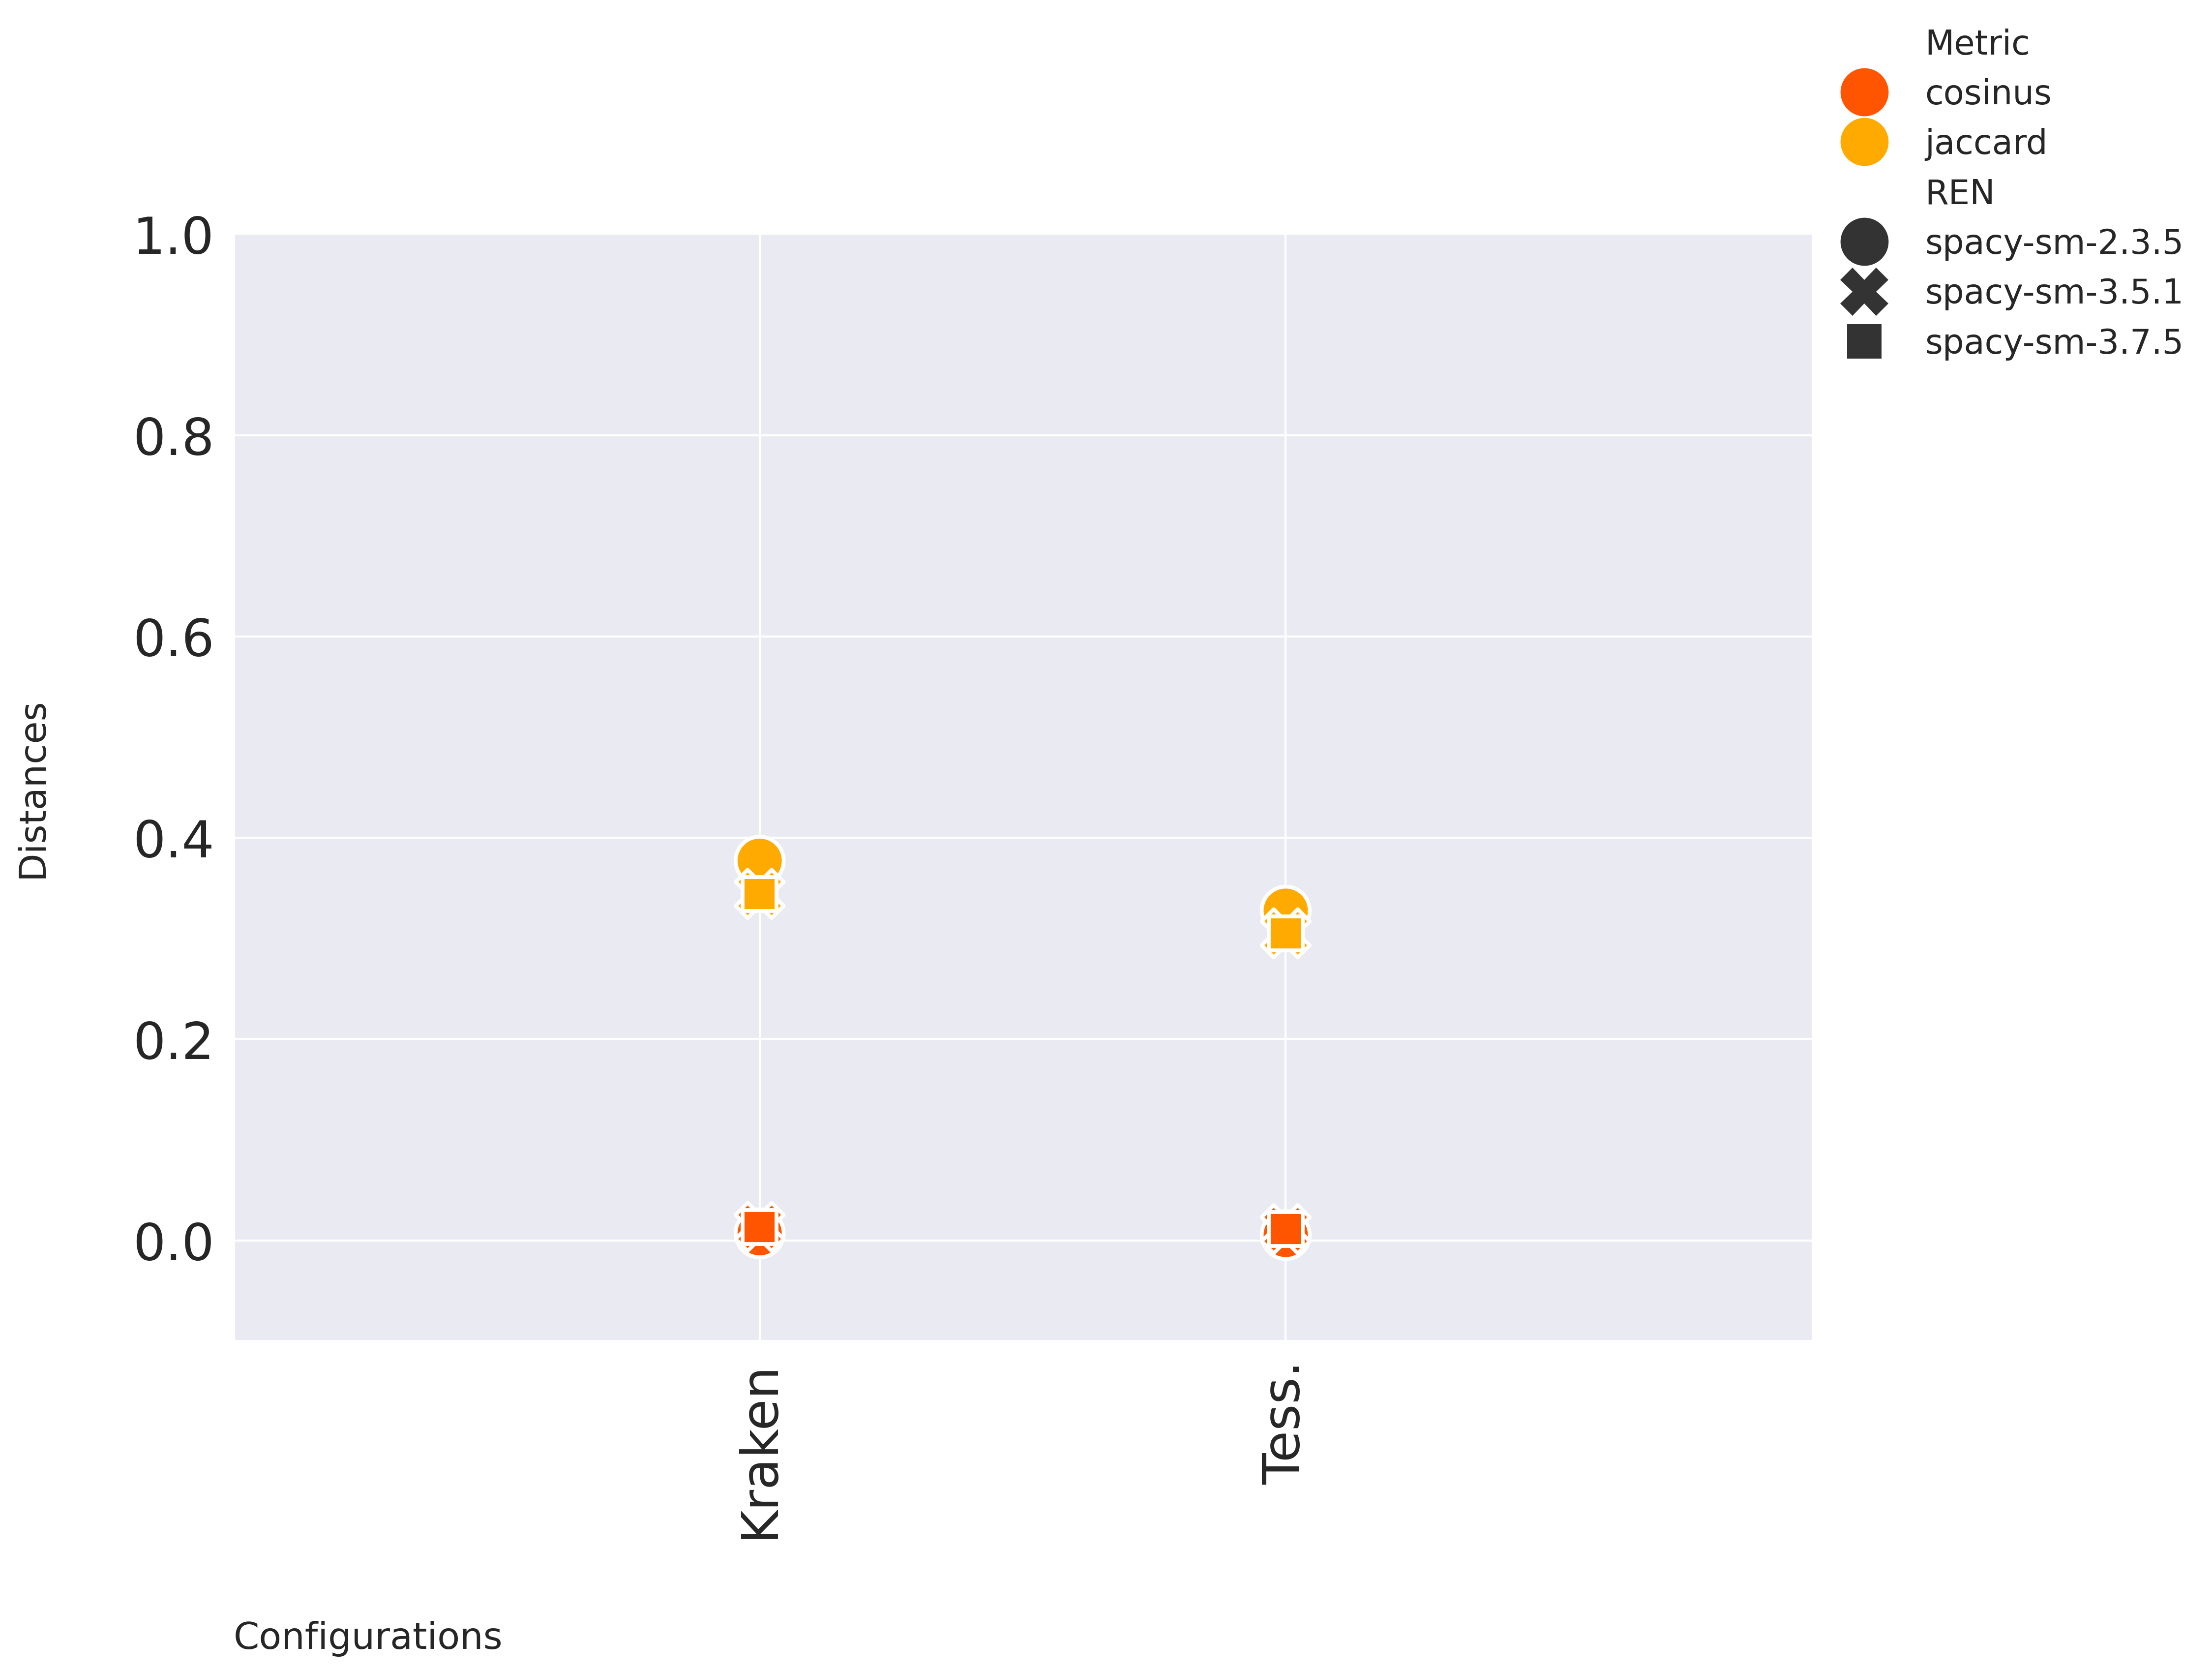 Metric
cosinus
jaccard
REN
spacy-sm-2.3.5
spacy-sm-3.5.1
spacy-sm-3.7.5
1.0
0.8
0.6
0.4
0.2
0.0
Distances
Kraken
Tess.
Configurations